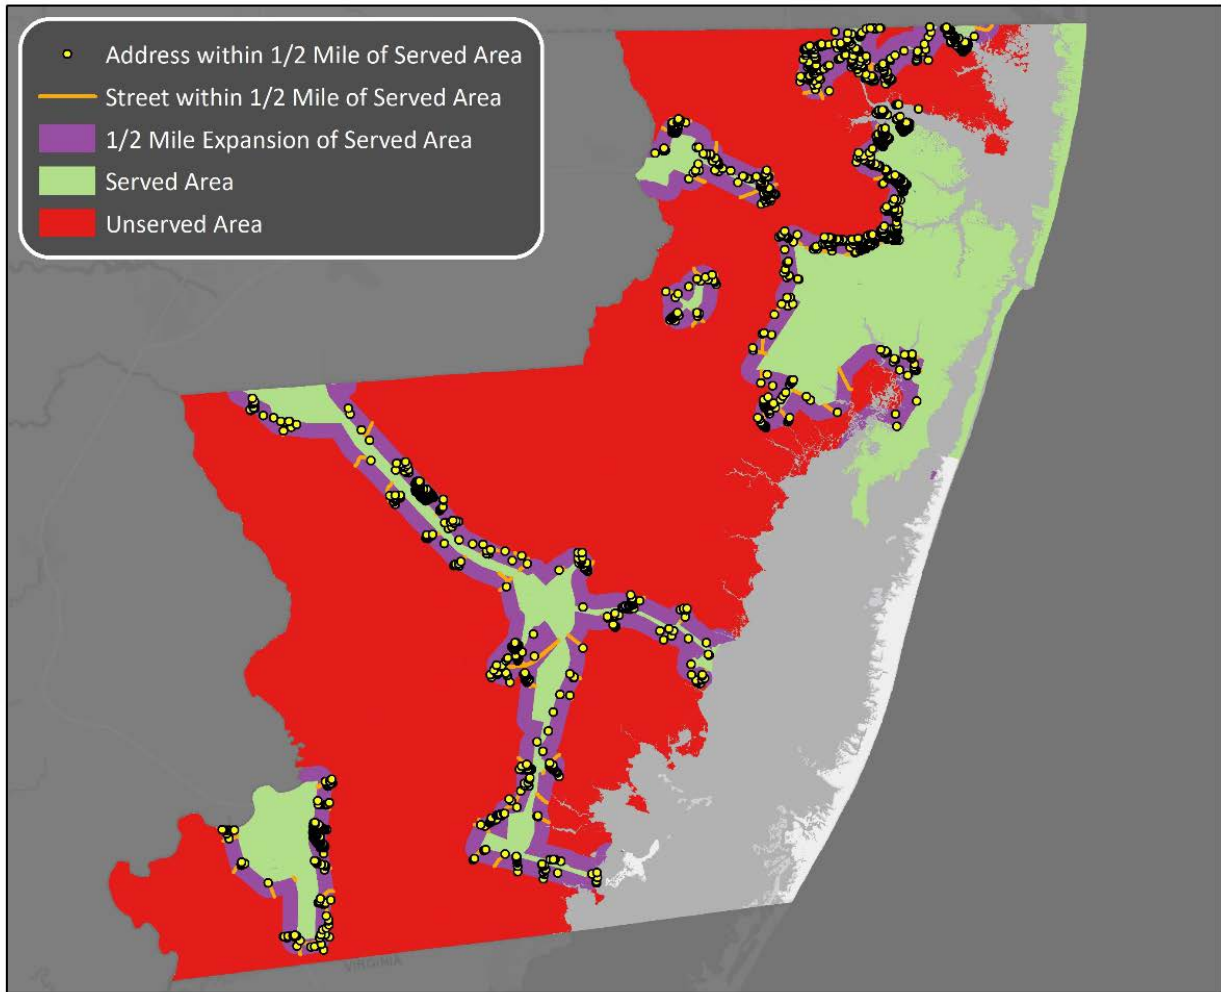 Address within 1/2 Mile of Served Area
Street within 1/2 Mile of Served Area
1/2 Mile Expansion of Served Area
Served Area
Unserved Area
VIRGINIA